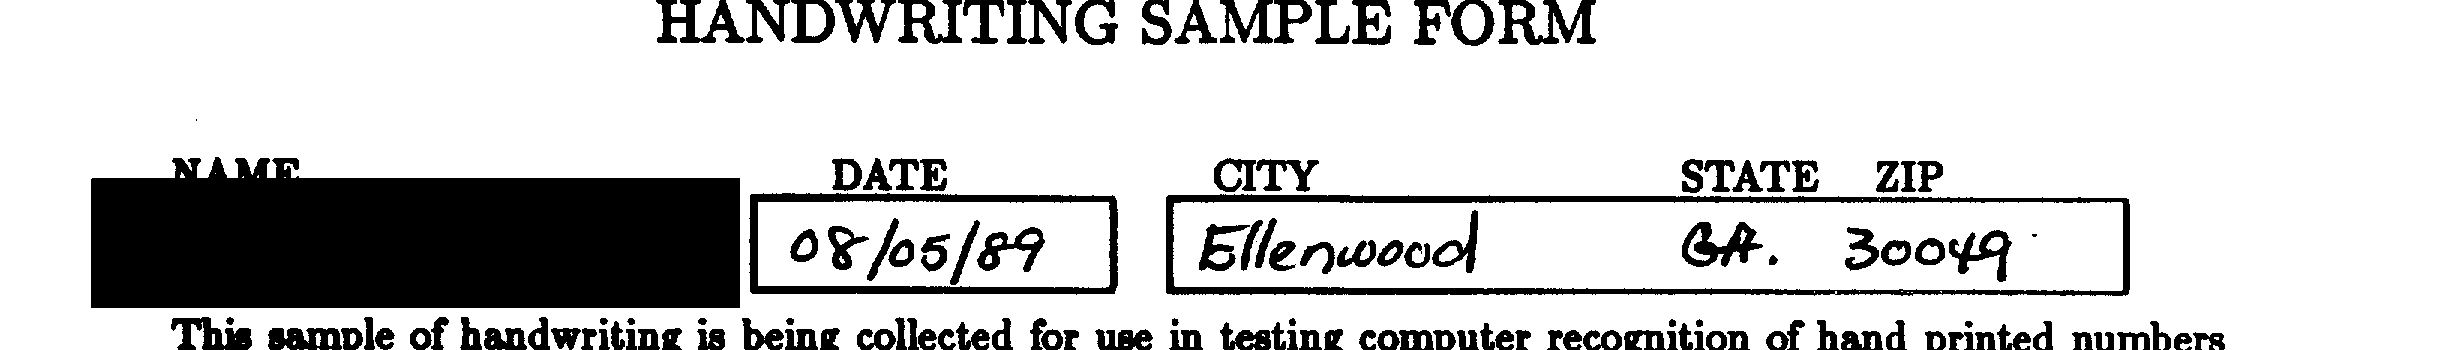 HANDWRITING SAMPLE FORM
NAME DATE CITY STATE ZIP
08/05/89 Ellenwood GA. 30049
This sample of handwriting is being collected for use in testing computer recognition of hand printed numbers